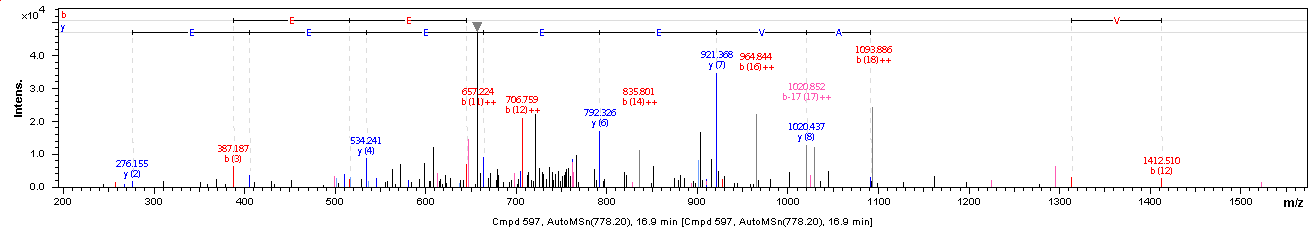 x10⁴
b E E V
y E E E E E V A
Intens.
4.0
3.0
2.0
1.0
0.0
276.155
y (2)
387.187
b (3)
534.241
y (4)
657.224
b (11)++
706.759
b (12)++
792.326
y (6)
835.801
b (14)++
921.368
y (7)
964.844
b (16)++
1020.852
b-17 (17)++
1020.437
y (8)
1093.886
b (18)++
1412.510
b (12)
200 300 400 500 600 700 800 900 1000 1100 1200 1300 1400 1500 m/z
Cmpd 597, AutoMSn(778.20), 16.9 min [Cmpd 597, AutoMSn(778.20), 16.9 min]